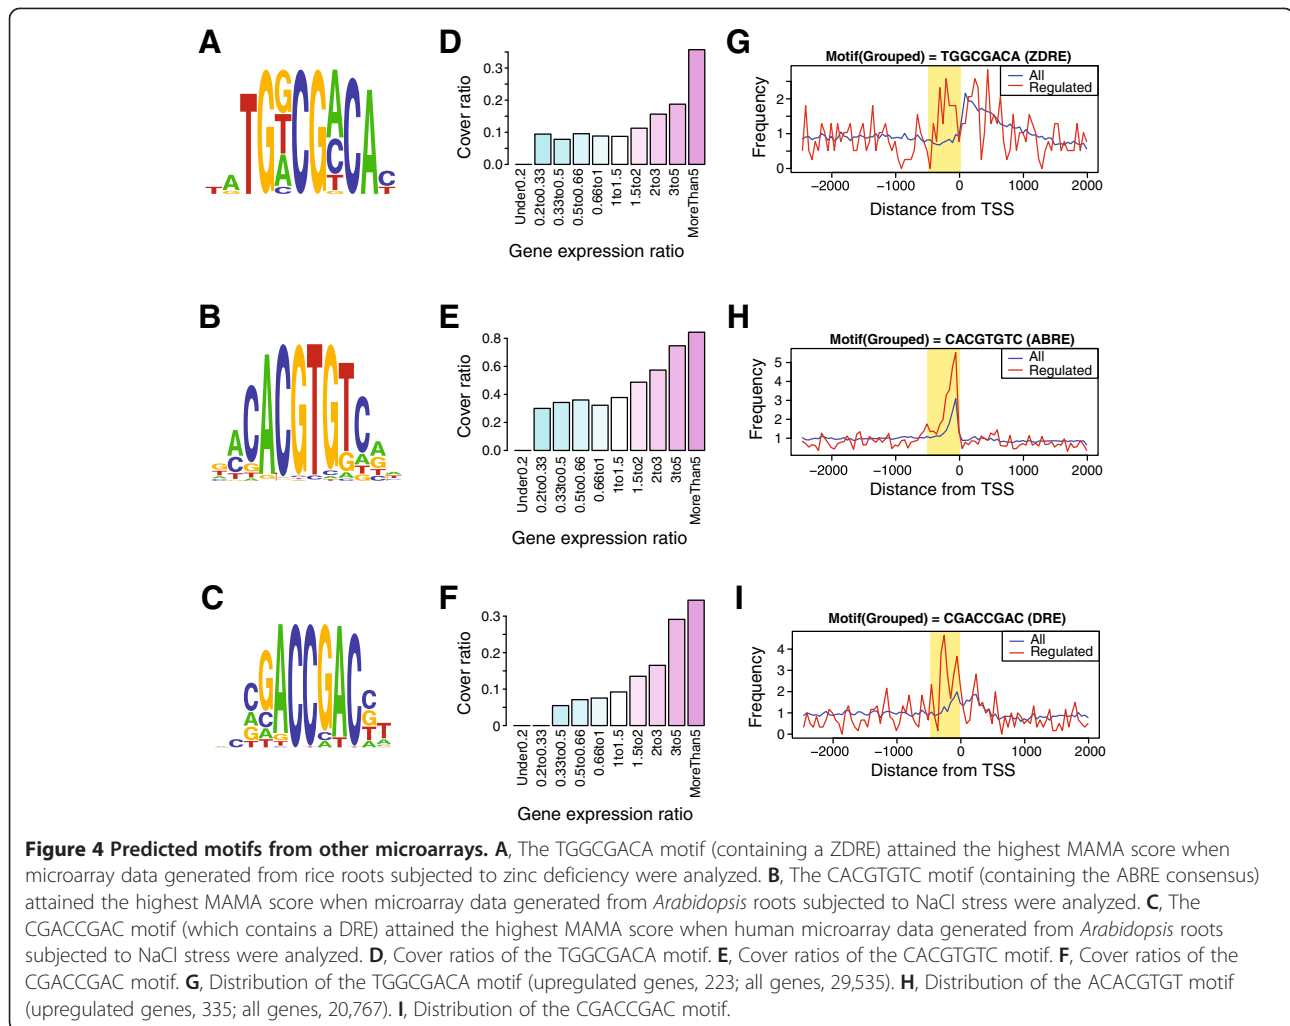 A
D
G
Cover ratio
0.3
0.2
0.1
0.0
Under0.2
0.2to0.33
0.33to0.5
0.5to0.66
0.66to1
1to1.5
1.5to2
2to3
3to5
MoreThan5
Gene expression ratio
Motif(Grouped) = TGGCGACA (ZDRE)
All
Regulated
Frequency
2
1
0
−2000 −1000 0 1000 2000
Distance from TSS
B
E
H
Cover ratio
0.8
0.6
0.4
0.2
0.0
Under0.2
0.2to0.33
0.33to0.5
0.5to0.66
0.66to1
1to1.5
1.5to2
2to3
3to5
MoreThan5
Gene expression ratio
Motif(Grouped) = CACGTGTC (ABRE)
All
Regulated
Frequency
5
4
3
2
1
−2000 −1000 0 1000 2000
Distance from TSS
C
F
I
Cover ratio
0.3
0.2
0.1
0
Under0.2
0.2to0.33
0.33to0.5
0.5to0.66
0.66to1
1to1.5
1.5to2
2to3
3to5
MoreThan5
Gene expression ratio
Motif(Grouped) = CGACCGAC (DRE)
All
Regulated
Frequency
4
3
2
1
0
−2000 −1000 0 1000 2000
Distance from TSS
Figure 4 Predicted motifs from other microarrays. A, The TGGCGACA motif (containing a ZDRE) attained the highest MAMA score when
microarray data generated from rice roots subjected to zinc deficiency were analyzed. B, The CACGTGTC motif (containing the ABRE consensus)
attained the highest MAMA score when microarray data generated from Arabidopsis roots subjected to NaCl stress were analyzed. C, The
CGACCGAC motif (which contains a DRE) attained the highest MAMA score when human microarray data generated from Arabidopsis roots
subjected to NaCl stress were analyzed. D, Cover ratios of the TGGCGACA motif. E, Cover ratios of the CACGTGTC motif. F, Cover ratios of the
CGACCGAC motif. G, Distribution of the TGGCGACA motif (upregulated genes, 223; all genes, 29,535). H, Distribution of the ACACGTGT motif
(upregulated genes, 335; all genes, 20,767). I, Distribution of the CGACCGAC motif.